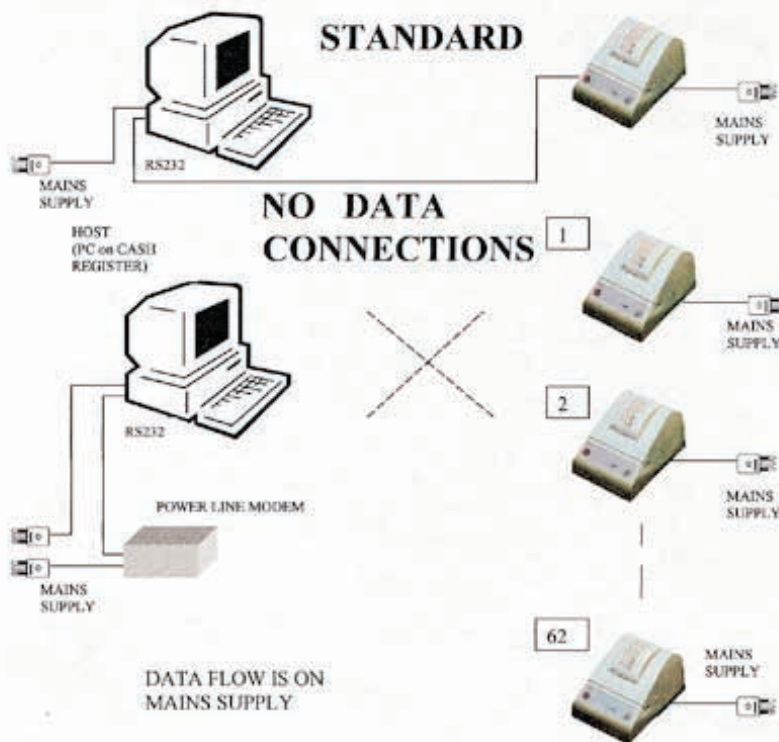 STANDARD
MAINS
SUPPLY
RS232
MAINS
SUPPLY
HOST
(PC on CASH
REGISTER)
NO DATA
CONNECTIONS
1
MAINS
SUPPLY
2
RS232
MAINS
SUPPLY
POWER LINE MODEM
MAINS
SUPPLY
62
MAINS
SUPPLY
DATA FLOW IS ON
MAINS SUPPLY